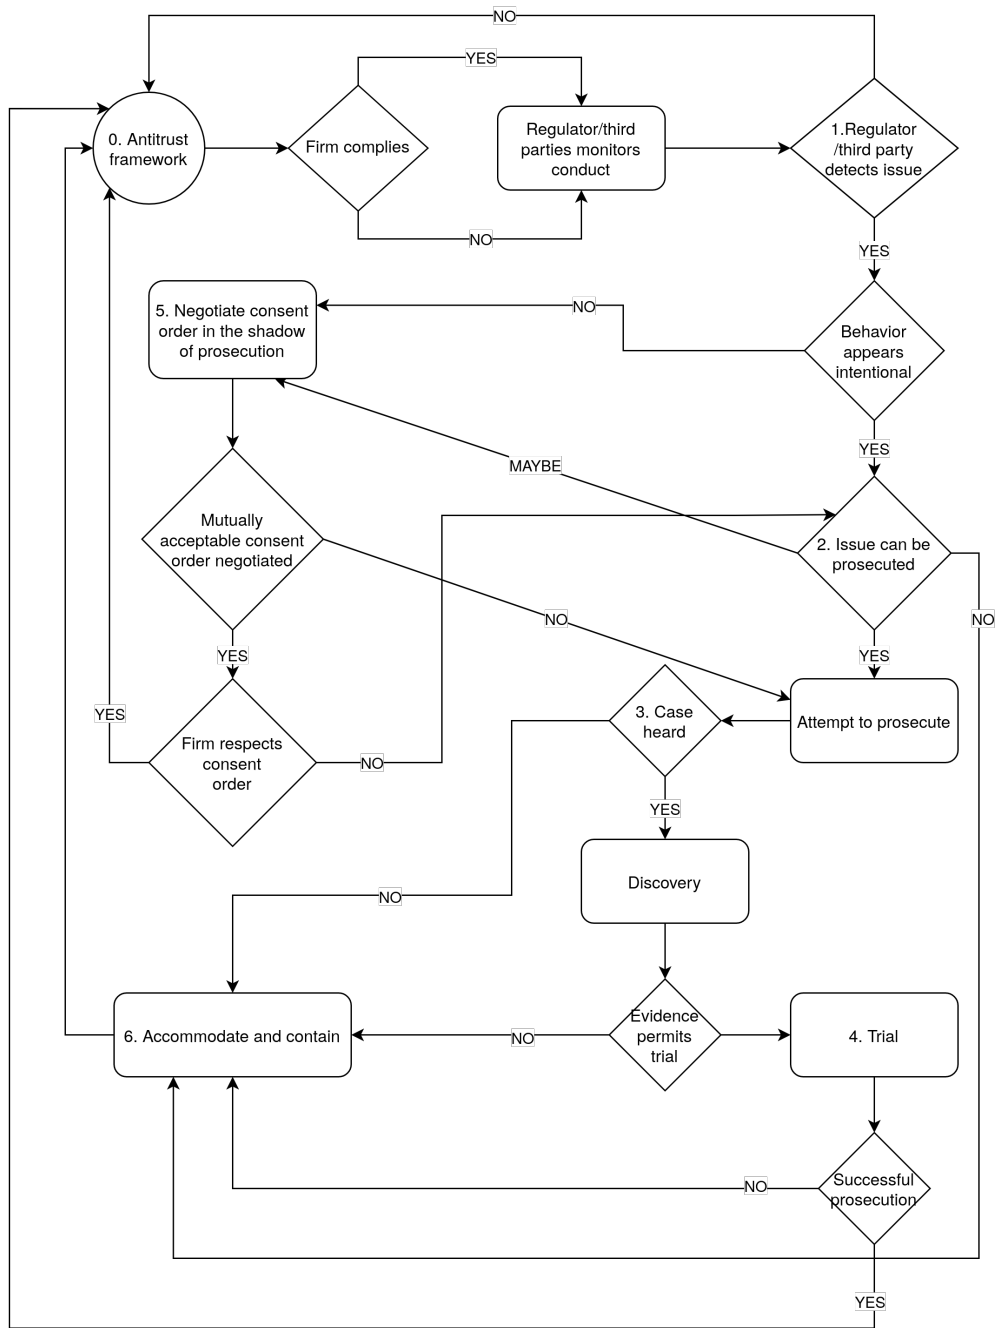 NO
YES
0. Antitrust
framework
Firm complies
Regulator/third
parties monitors
conduct
1.Regulator
/third party
detects issue
NO
YES
5. Negotiate consent
order in the shadow
of prosecution
NO
Behavior
appears
intentional
YES
MAYBE
Mutually
acceptable consent
order negotiated
2. Issue can be
prosecuted
NO
NO
YES
YES
YES
Firm respects
consent
order
NO
3. Case
heard
Attempt to prosecute
YES
Discovery
NO
6. Accommodate and contain
NO
Evidence
permits
trial
4. Trial
NO
Successful
prosecution
YES